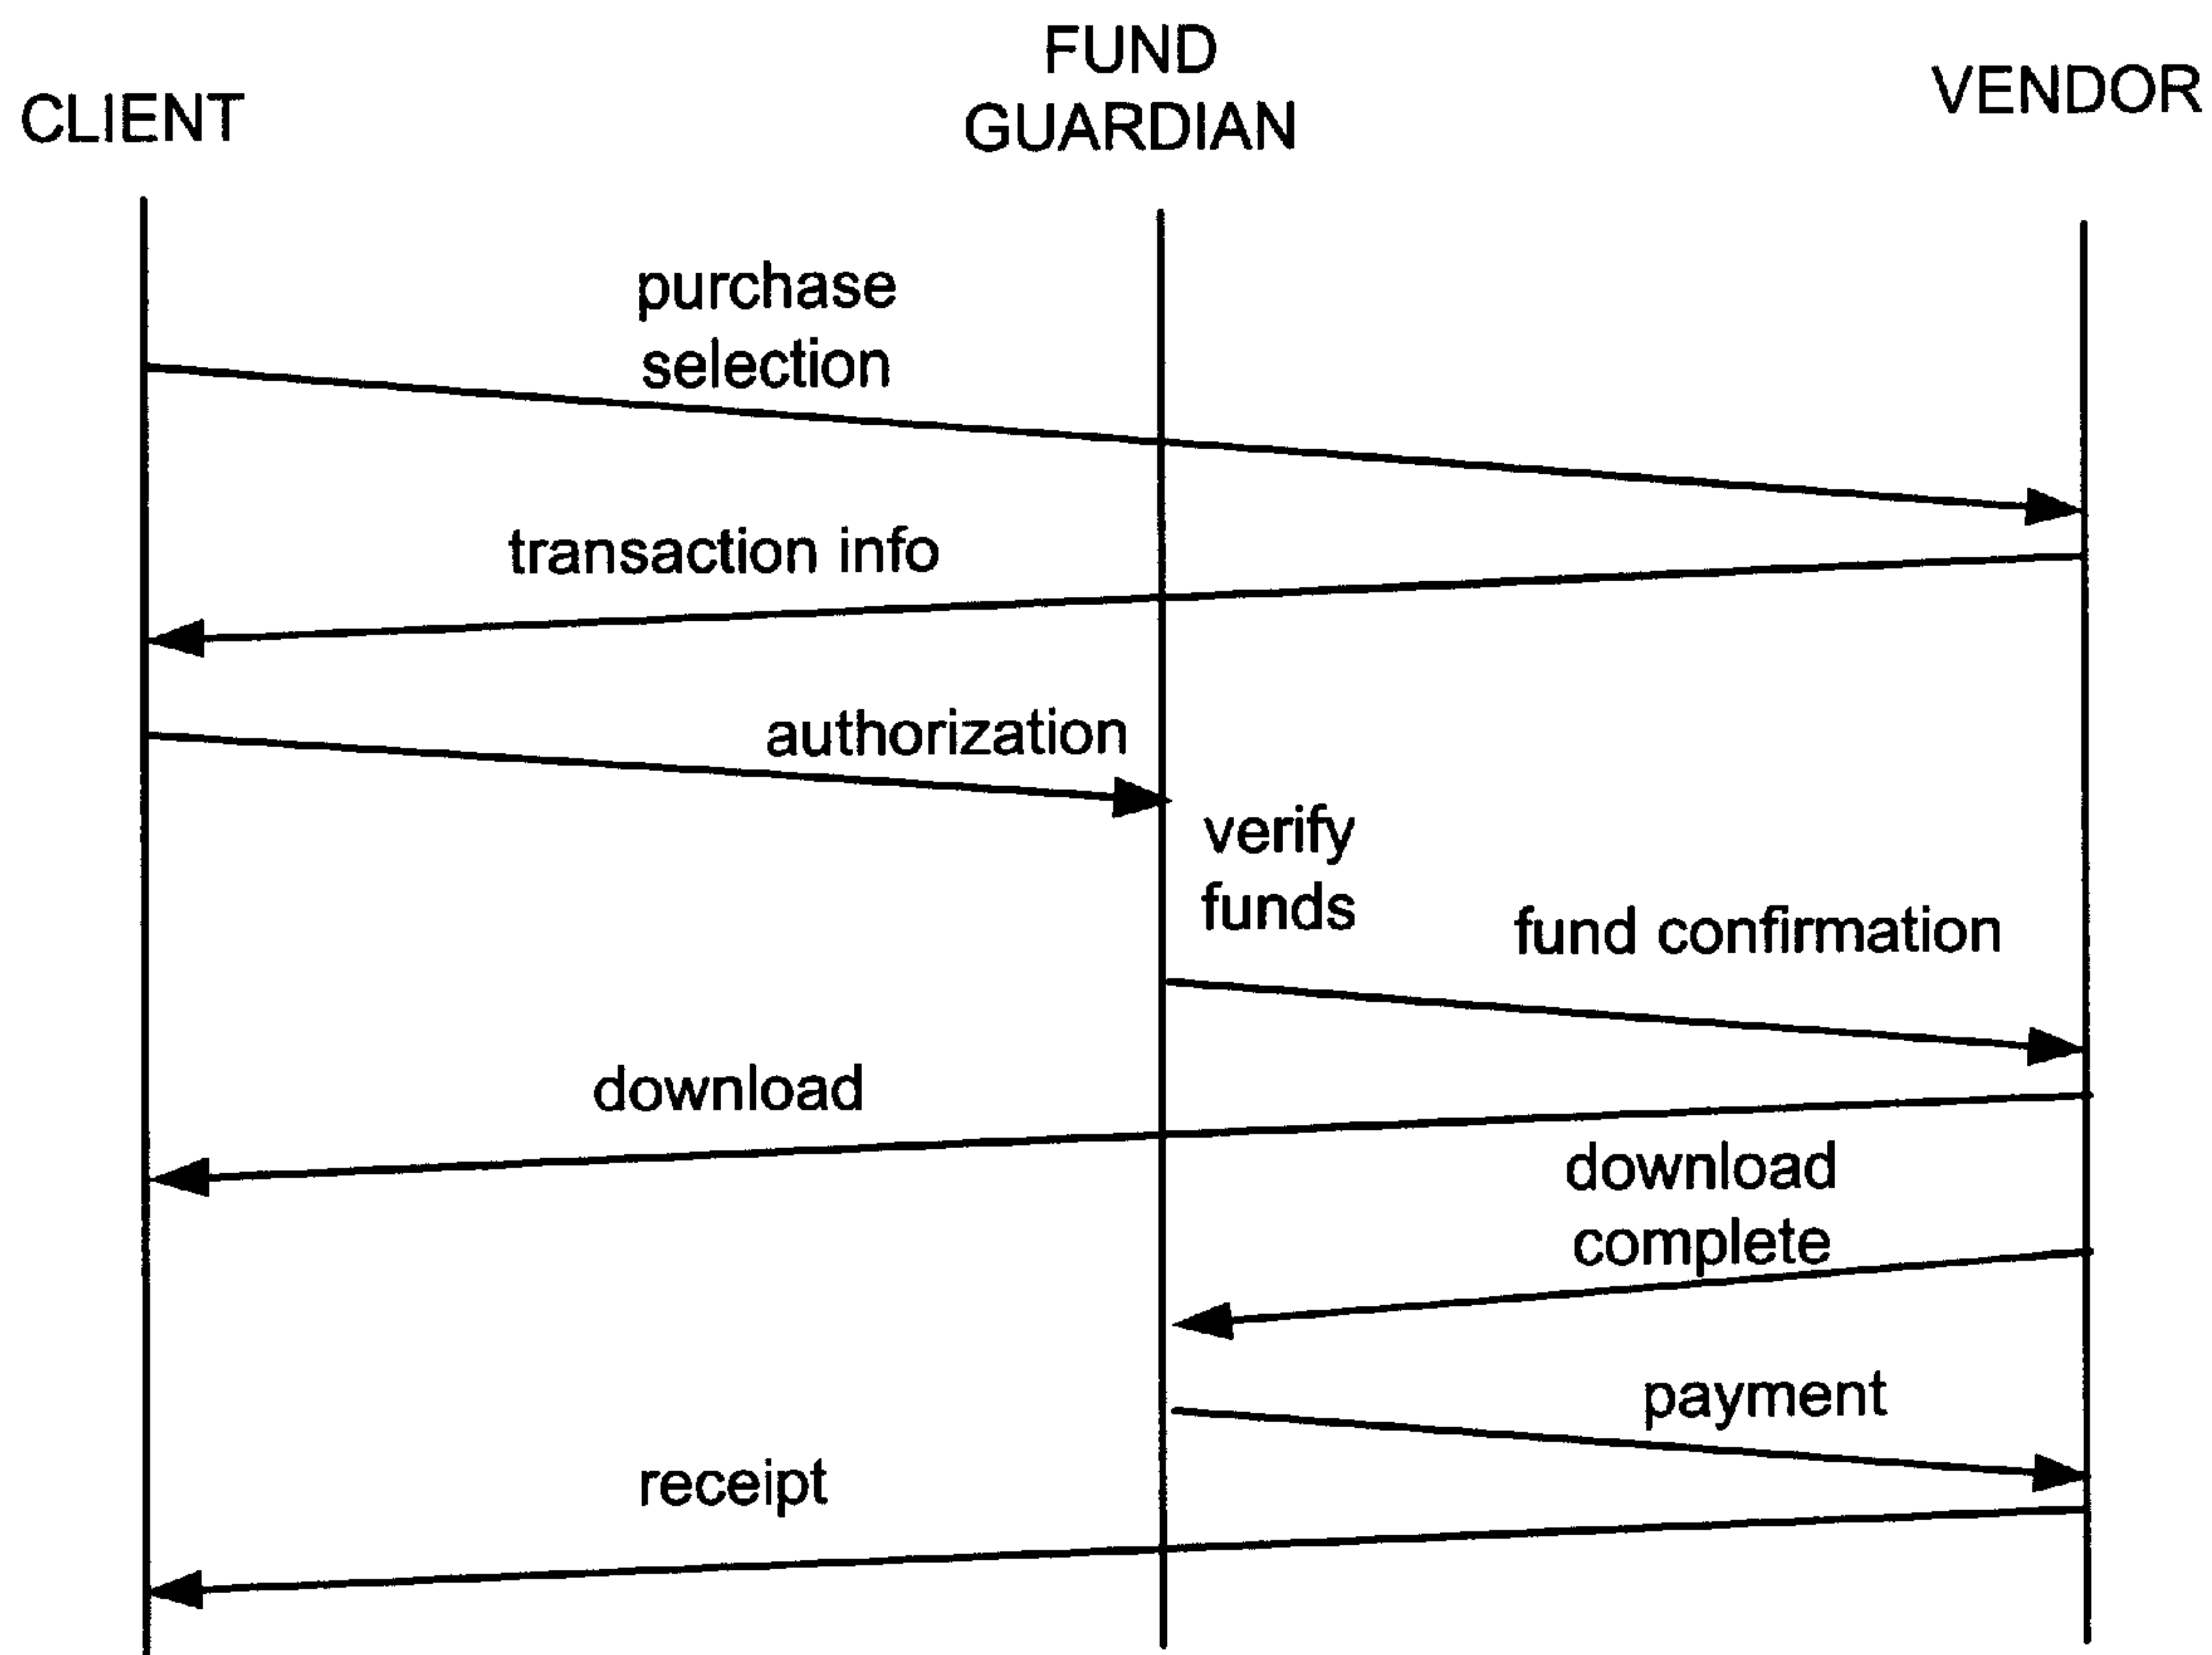 CLIENT
FUND
GUARDIAN
VENDOR
purchase
selection
transaction info
authorization
verify
funds
fund confirmation
download
download
complete
payment
receipt